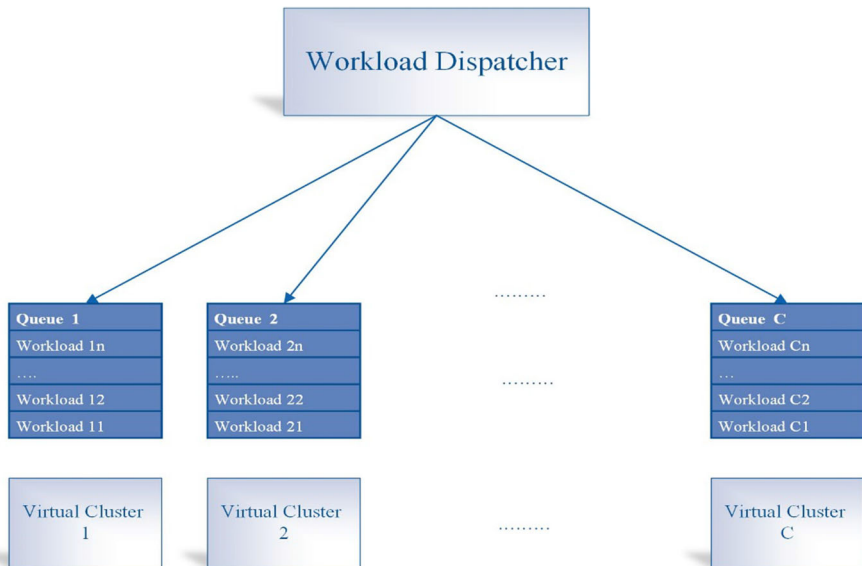 Workload Dispatcher
.........
Queue 1
Workload 1n
....
Workload 12
Workload 11
Queue 2
Workload 2n
.....
Workload 22
Workload 21
.........
Queue C
Workload Cn
...
Workload C2
Workload C1
Virtual Cluster
1
Virtual Cluster
2
.........
Virtual Cluster
C